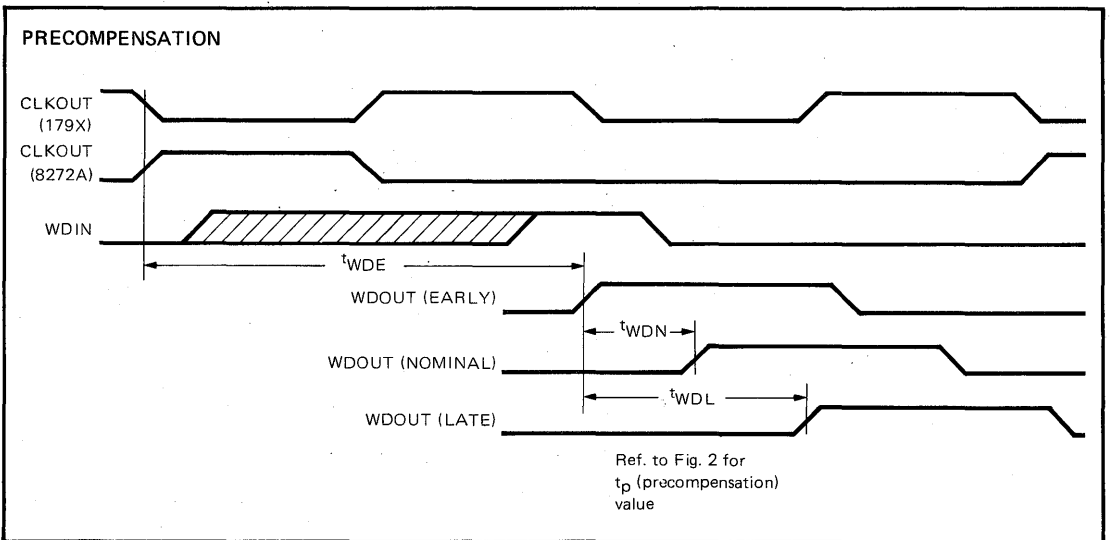 PRECOMPENSATION
CLKOUT
(179X)
CLKOUT
(8272A)
WDIN
tWDE
WDOUT (EARLY)
tWDN
WDOUT (NOMINAL)
tWDL
WDOUT (LATE)
Ref. to Fig. 2 for
tp (precompensation)
value